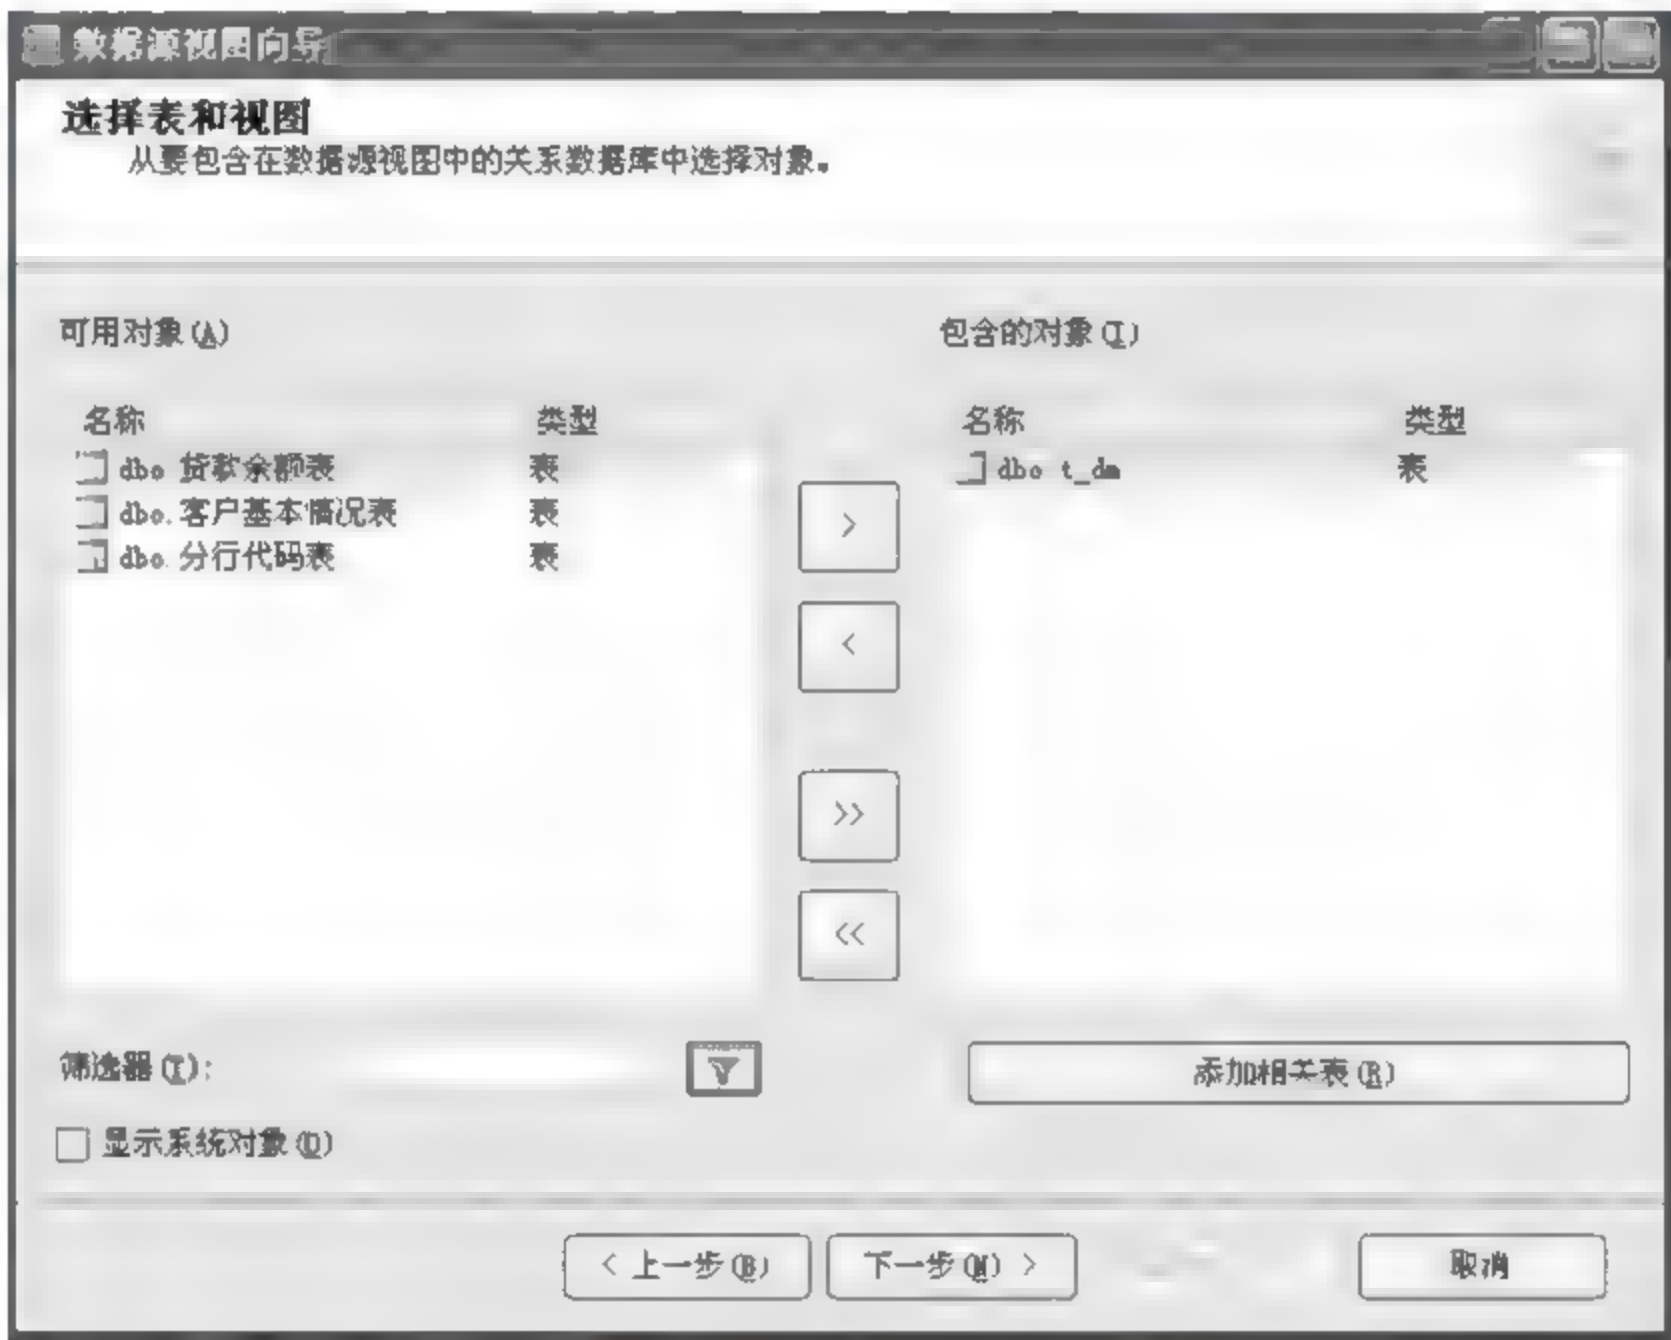 数据源视图向导
选择表和视图
从要包含在数据源视图中的关系数据库中选择对象。
可用对象(A)
包含的对象(I)
名称 类型
dbo.贷款余额表 表
dbo.客户基本情况表 表
dbo.分行代码表 表
名称 类型
dbo t_dm 表
>
<
>>
<<
筛选器(I):
添加相关表(R)
显示系统对象(U)
< 上一步(B)
下一步(N) >
取消